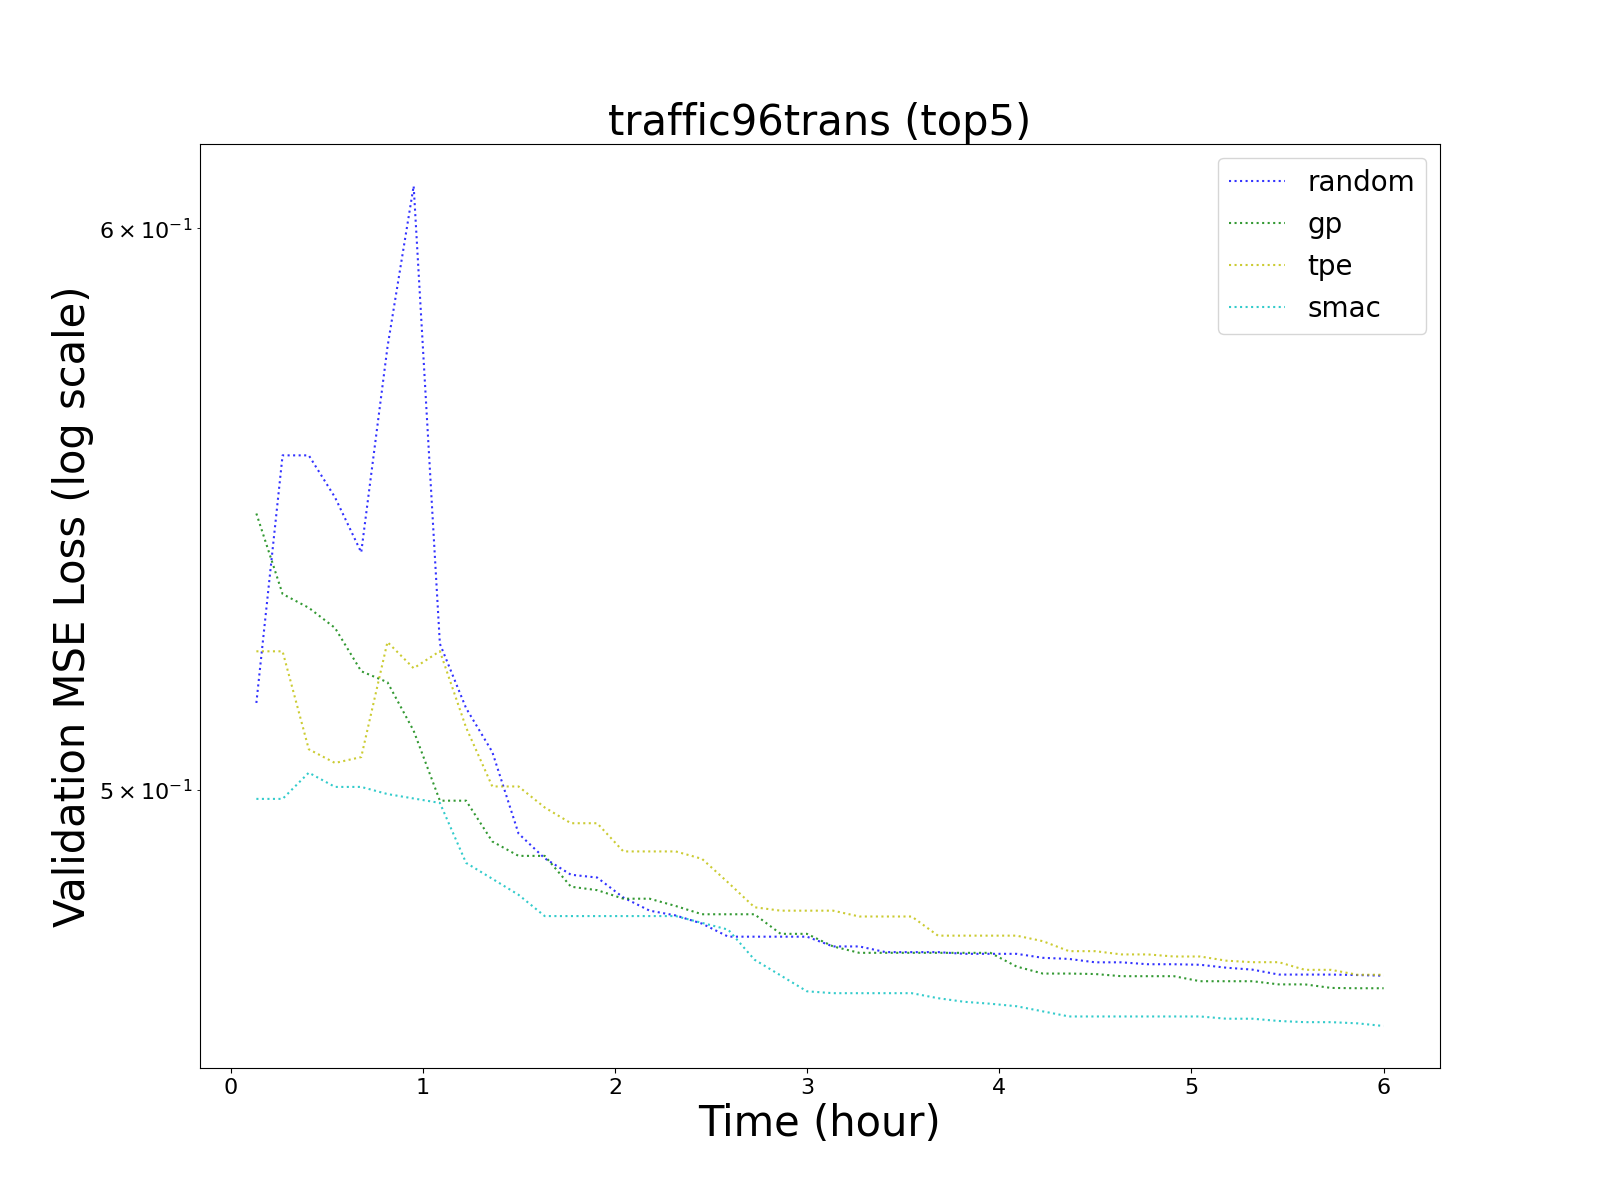 traffic96trans (top5)
random
gp
tpe
smac
Validation MSE Loss (log scale)
6 × 10⁻¹
5 × 10⁻¹
0 1 2 3 4 5 6
Time (hour)